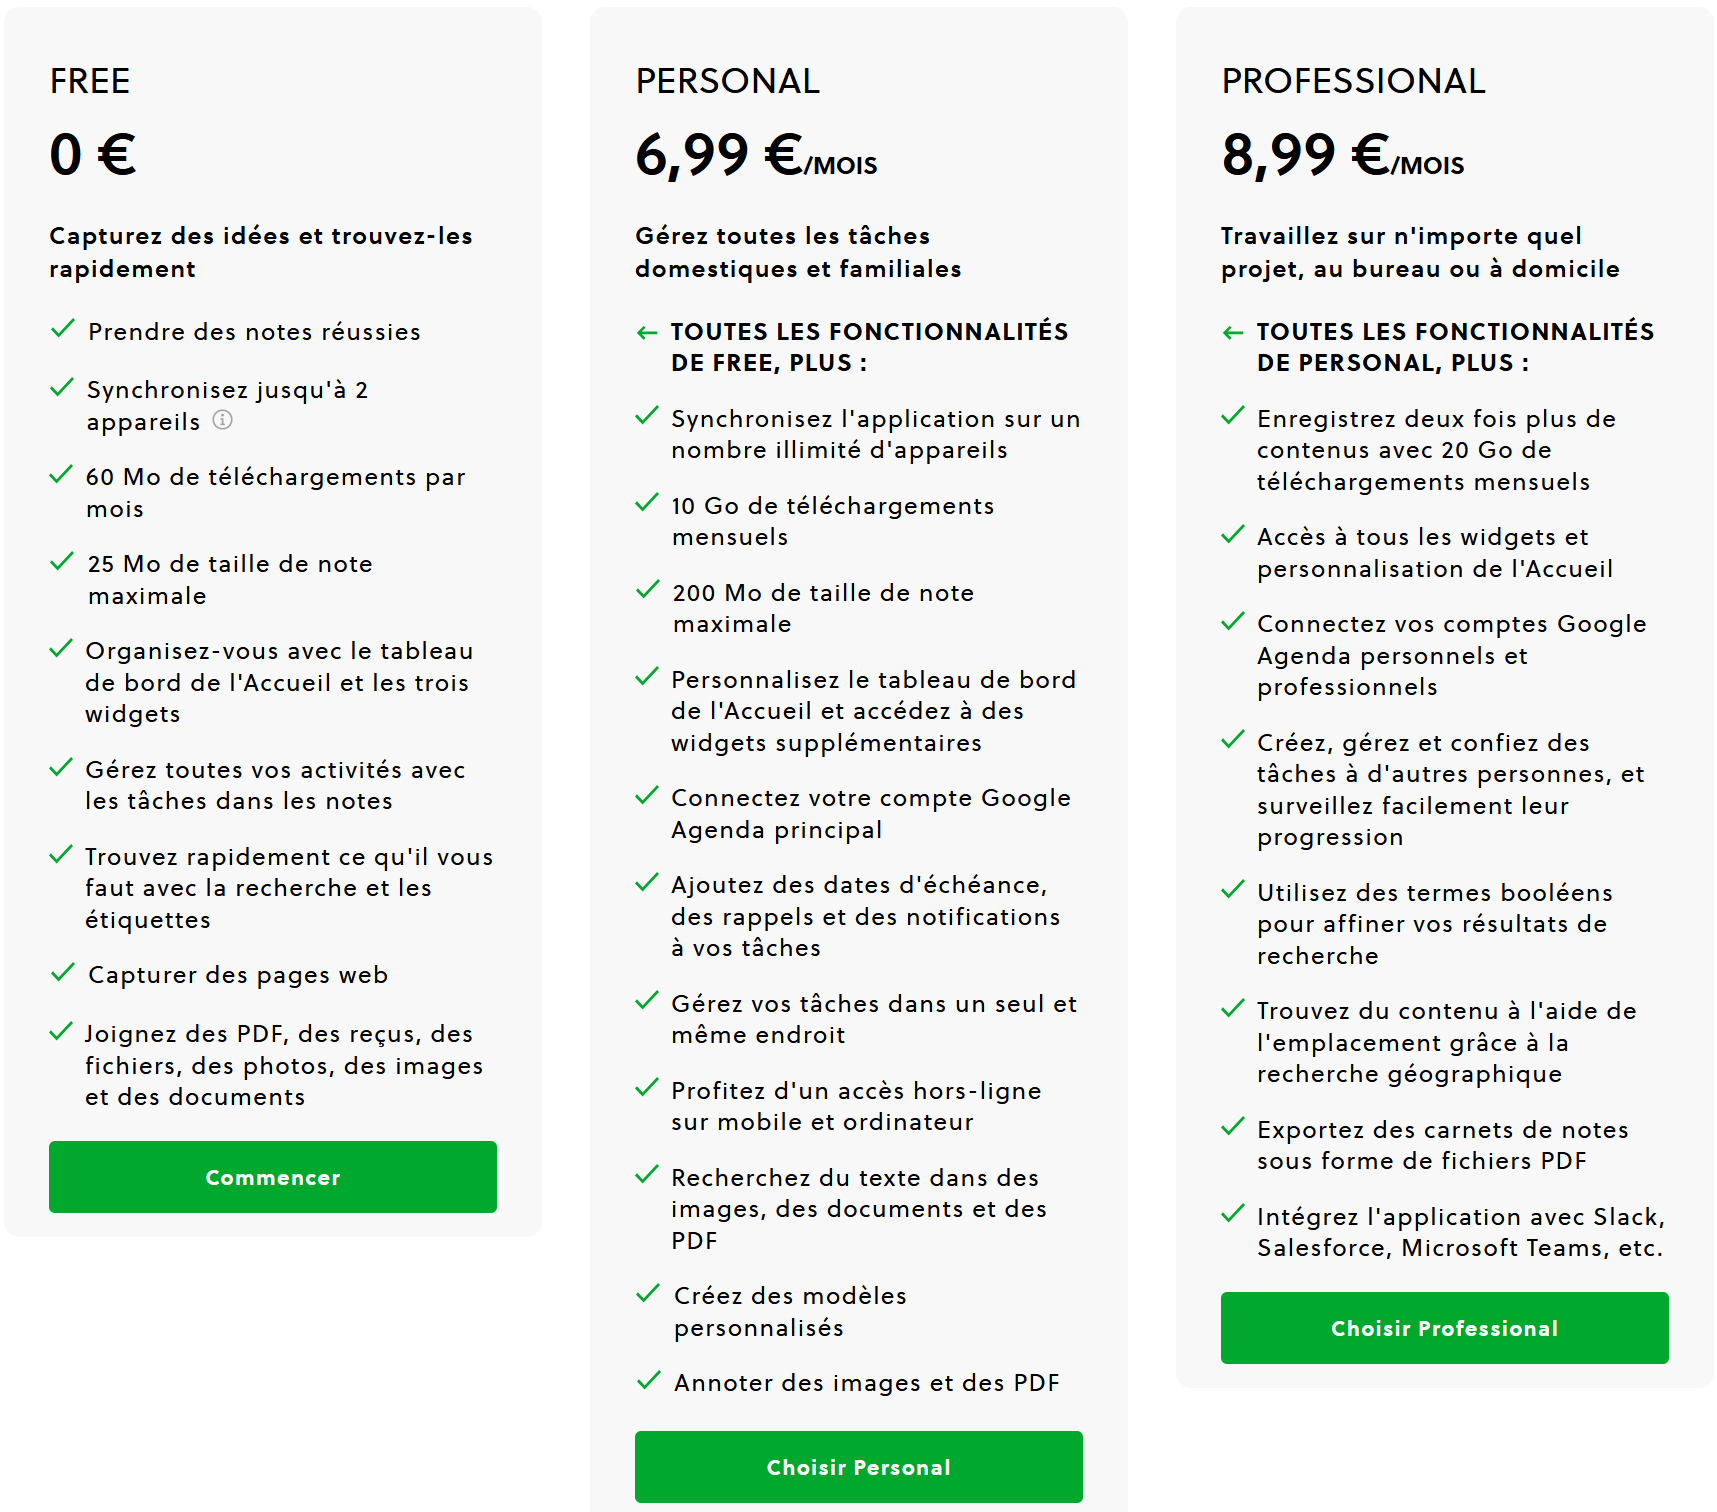 FREE
0 €
Capturez des idées et trouvez-les
rapidement
Prendre des notes réussies
Synchronisez jusqu'à 2
appareils
60 Mo de téléchargements par
mois
25 Mo de taille de note
maximale
Organisez-vous avec le tableau
de bord de l'Accueil et les trois
widgets
Gérez toutes vos activités avec
les tâches dans les notes
Trouvez rapidement ce qu'il vous
faut avec la recherche et les
étiquettes
Capturer des pages web
Joignez des PDF, des reçus, des
fichiers, des photos, des images
et des documents
Commencer
PERSONAL
6,99 €/MOIS
Gérez toutes les tâches
domestiques et familiales
← TOUTES LES FONCTIONNALITÉS
DE FREE, PLUS :
Synchronisez l'application sur un
nombre illimité d'appareils
10 Go de téléchargements
mensuels
200 Mo de taille de note
maximale
Personnalisez le tableau de bord
de l'Accueil et accédez à des
widgets supplémentaires
Connectez votre compte Google
Agenda principal
Ajoutez des dates d'échéance,
des rappels et des notifications
à vos tâches
Gérez vos tâches dans un seul et
même endroit
Profitez d'un accès hors-ligne
sur mobile et ordinateur
Recherchez du texte dans des
images, des documents et des
PDF
Créez des modèles
personnalisés
Annoter des images et des PDF
Choisir Personal
PROFESSIONAL
8,99 €/MOIS
Travaillez sur n'importe quel
projet, au bureau ou à domicile
← TOUTES LES FONCTIONNALITÉS
DE PERSONAL, PLUS :
Enregistrez deux fois plus de
contenus avec 20 Go de
téléchargements mensuels
Accès à tous les widgets et
personnalisation de l'Accueil
Connectez vos comptes Google
Agenda personnels et
professionnels
Créez, gérez et confiez des
tâches à d'autres personnes, et
surveillez facilement leur
progression
Utilisez des termes booléens
pour affiner vos résultats de
recherche
Trouvez du contenu à l'aide de
l'emplacement grâce à la
recherche géographique
Exportez des carnets de notes
sous forme de fichiers PDF
Intégrez l'application avec Slack,
Salesforce, Microsoft Teams, etc.
Choisir Professional